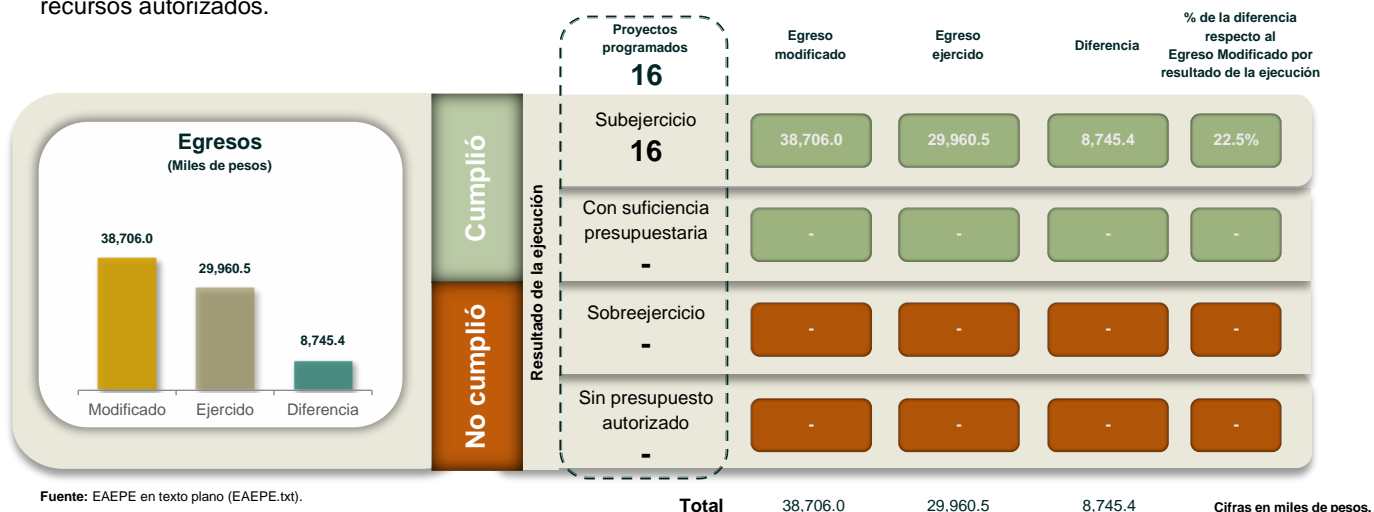 recursos autorizados.
Proyectos
programados
16
Egreso
modificado
Egreso
ejercido
Diferencia
% de la diferencia
respecto al
Egreso Modificado por
resultado de la ejecución
Egresos
(Miles de pesos)
38,706.0
29,960.5
8,745.4
Modificado
Ejercido
Diferencia
Cumplió
No cumplió
Resultado de la ejecución
Subejercicio
16
38,706.0
29,960.5
8,745.4
22.5%
Con suficiencia
presupuestaria
-
-
-
-
-
Sobreejercicio
-
-
-
-
-
Sin presupuesto
autorizado
-
-
-
-
-
Fuente: EAEPE en texto plano (EAEPE.txt).
Total 38,706.0 29,960.5 8,745.4 Cifras en miles de pesos.